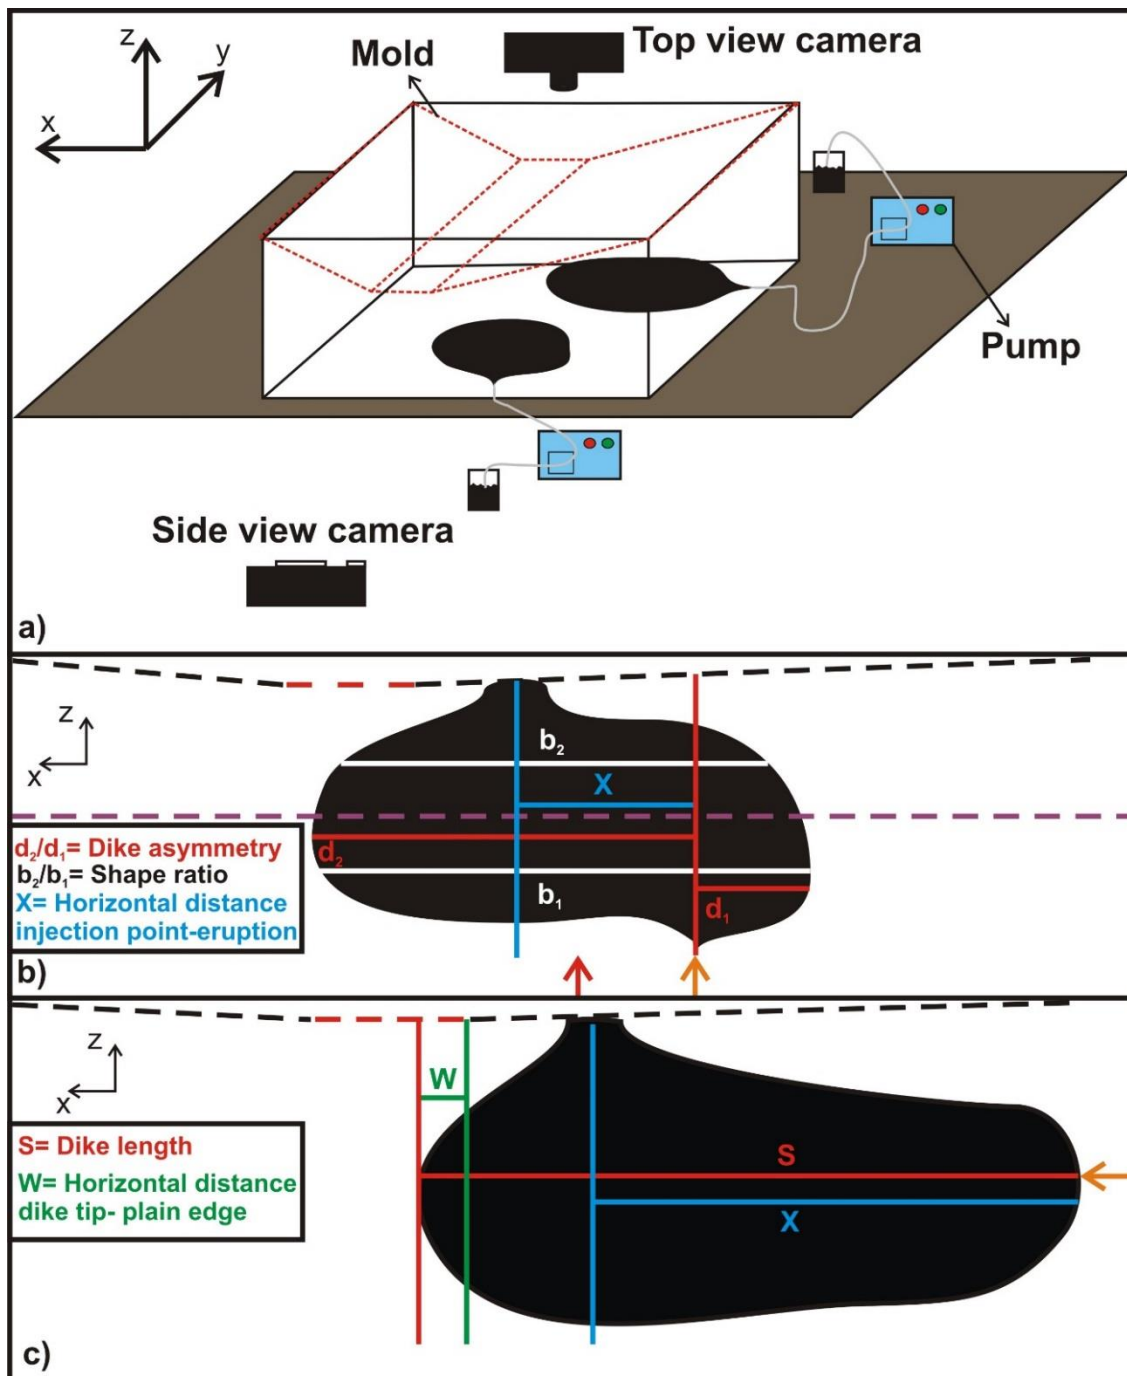 z
y
x
Mold
Top view camera
Pump
Side view camera
a)
z
x
b₂
X
d₂
b₁
d₁
d₂/d₁= Dike asymmetry
b₂/b₁= Shape ratio
X= Horizontal distance
injection point-eruption
b)
z
x
W
S
X
S= Dike length
W= Horizontal distance
dike tip- plain edge
c)